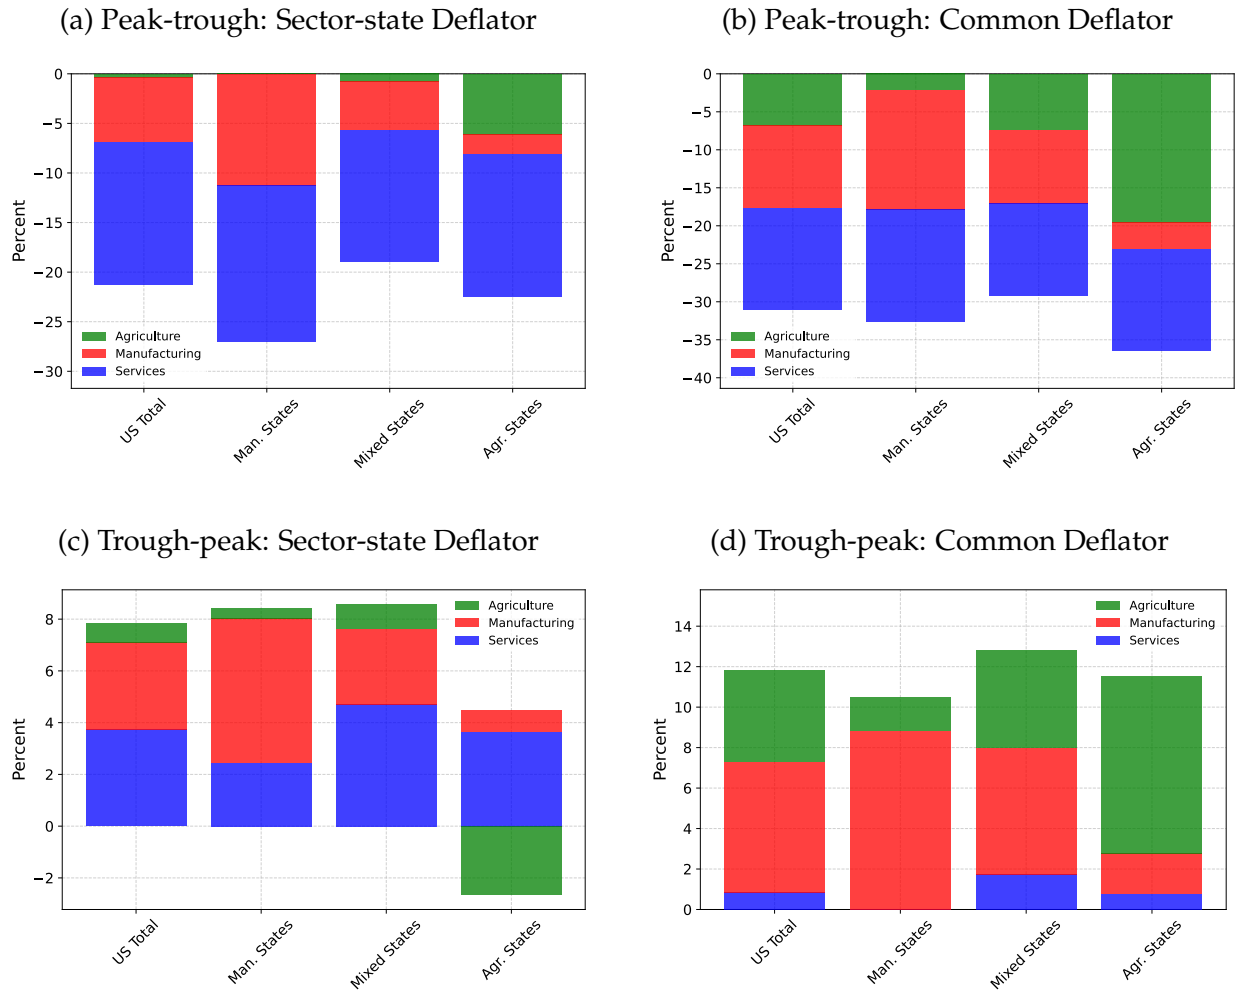 (a) Peak-trough: Sector-state Deflator
0
−5
−10
−15
−20
−25
−30
Percent
Agriculture
Manufacturing
Services
US Total
Man. States
Mixed States
Agr. States
(b) Peak-trough: Common Deflator
0
−5
−10
−15
−20
−25
−30
−35
−40
Percent
Agriculture
Manufacturing
Services
US Total
Man. States
Mixed States
Agr. States
(c) Trough-peak: Sector-state Deflator
8
6
4
2
0
−2
Percent
Agriculture
Manufacturing
Services
US Total
Man. States
Mixed States
Agr. States
(d) Trough-peak: Common Deflator
14
12
10
8
6
4
2
0
Percent
Agriculture
Manufacturing
Services
US Total
Man. States
Mixed States
Agr. States